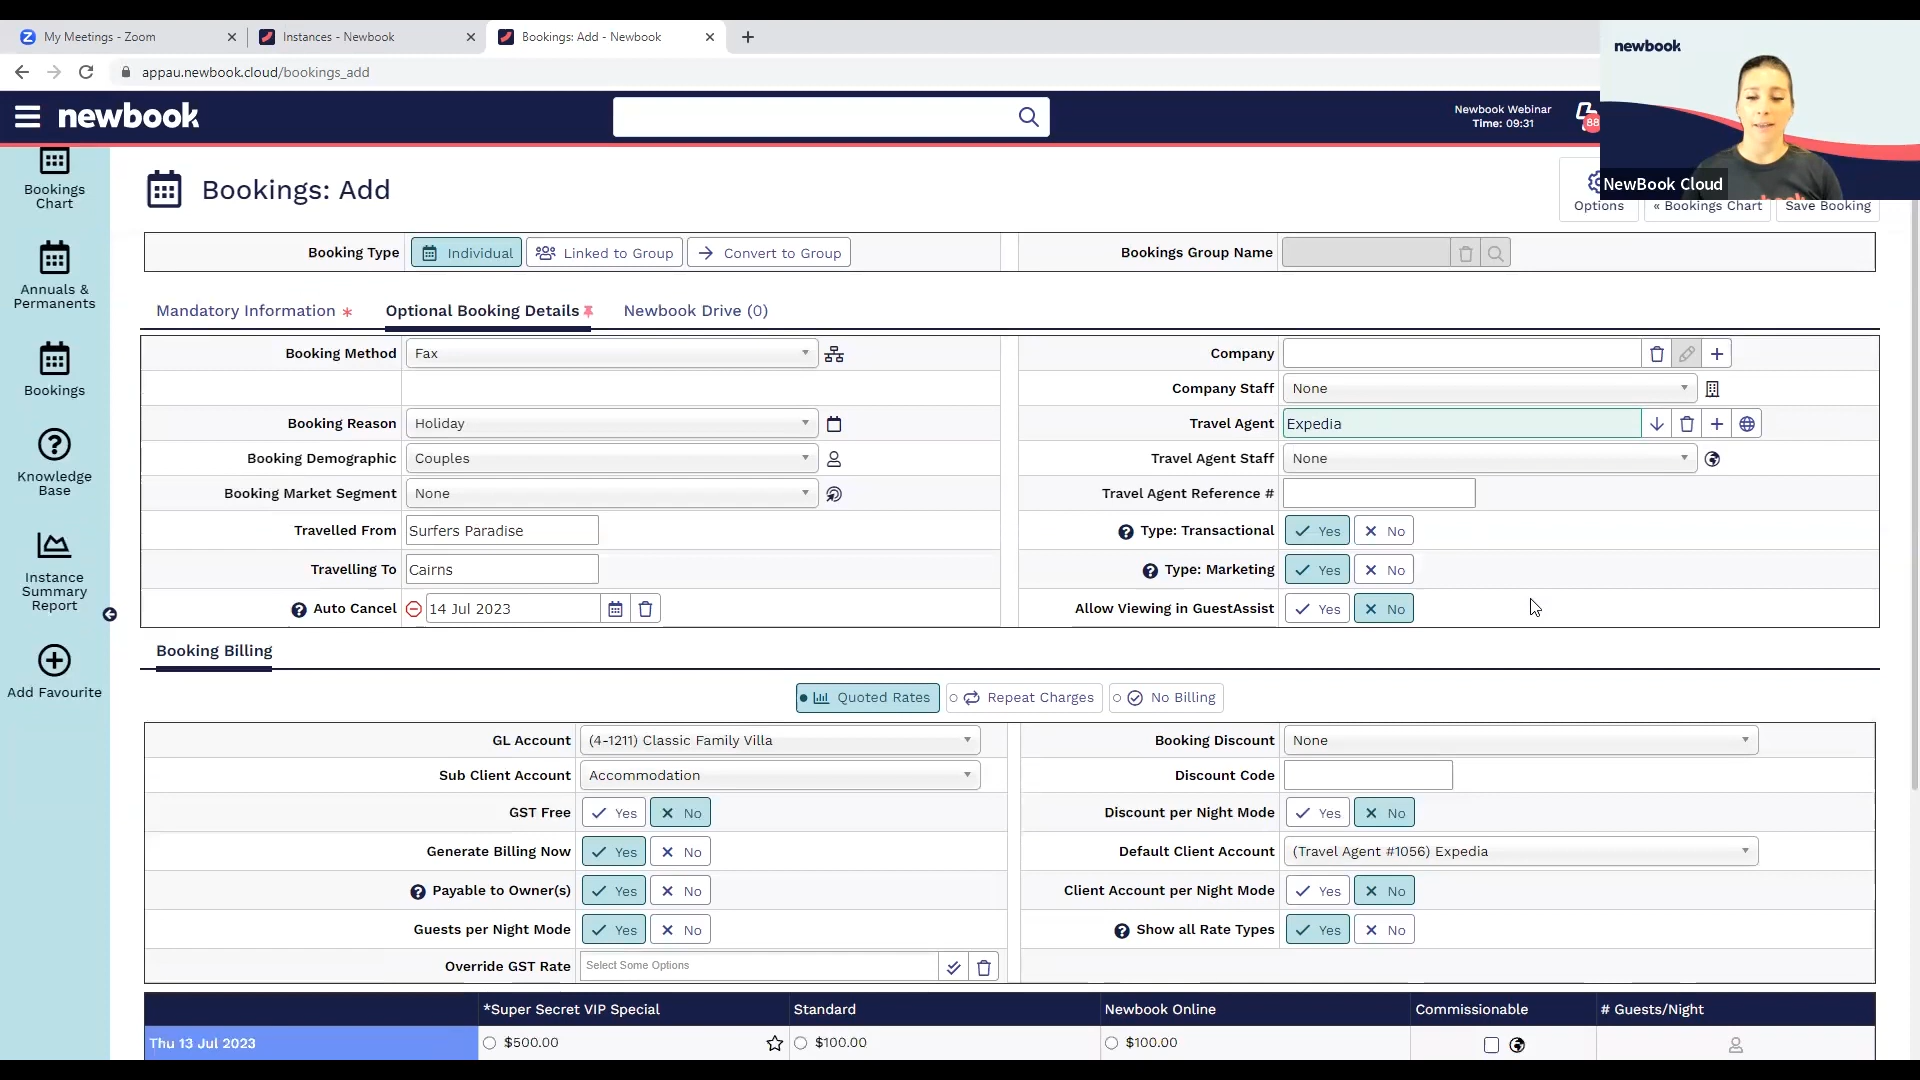 My Meetings - Zoom
Instances - Newbook
Bookings: Add - Newbook
appau.newbook.cloud/bookings_add
newbook
newbook
Newbook Webinar
Time: 09:31
88
NewBook Cloud
Bookings: Add
Options
« Bookings Chart
Save Booking
Bookings
Chart
Annuals &
Permanents
Bookings
Knowledge
Base
Instance
Summary
Report
Add Favourite
Booking Type
Individual
Linked to Group
Convert to Group
Bookings Group Name
Mandatory Information *
Optional Booking Details
Newbook Drive (0)
Booking Method
Fax
Company
Company Staff
None
Booking Reason
Holiday
Travel Agent
Expedia
Booking Demographic
Couples
Travel Agent Staff
None
Booking Market Segment
None
Travel Agent Reference #
Travelled From
Surfers Paradise
Type: Transactional
Yes
No
Travelling To
Cairns
Type: Marketing
Yes
No
Auto Cancel
14 Jul 2023
Allow Viewing in GuestAssist
Yes
No
Booking Billing
Quoted Rates
Repeat Charges
No Billing
GL Account
(4-1211) Classic Family Villa
Booking Discount
None
Sub Client Account
Accommodation
Discount Code
GST Free
Yes
No
Discount per Night Mode
Yes
No
Generate Billing Now
Yes
No
Default Client Account
(Travel Agent #1056) Expedia
Payable to Owner(s)
Yes
No
Client Account per Night Mode
Yes
No
Guests per Night Mode
Yes
No
Show all Rate Types
Yes
No
Override GST Rate
Select Some Options
*Super Secret VIP Special
Standard
Newbook Online
Commissionable
# Guests/Night
Thu 13 Jul 2023
$500.00
$100.00
$100.00